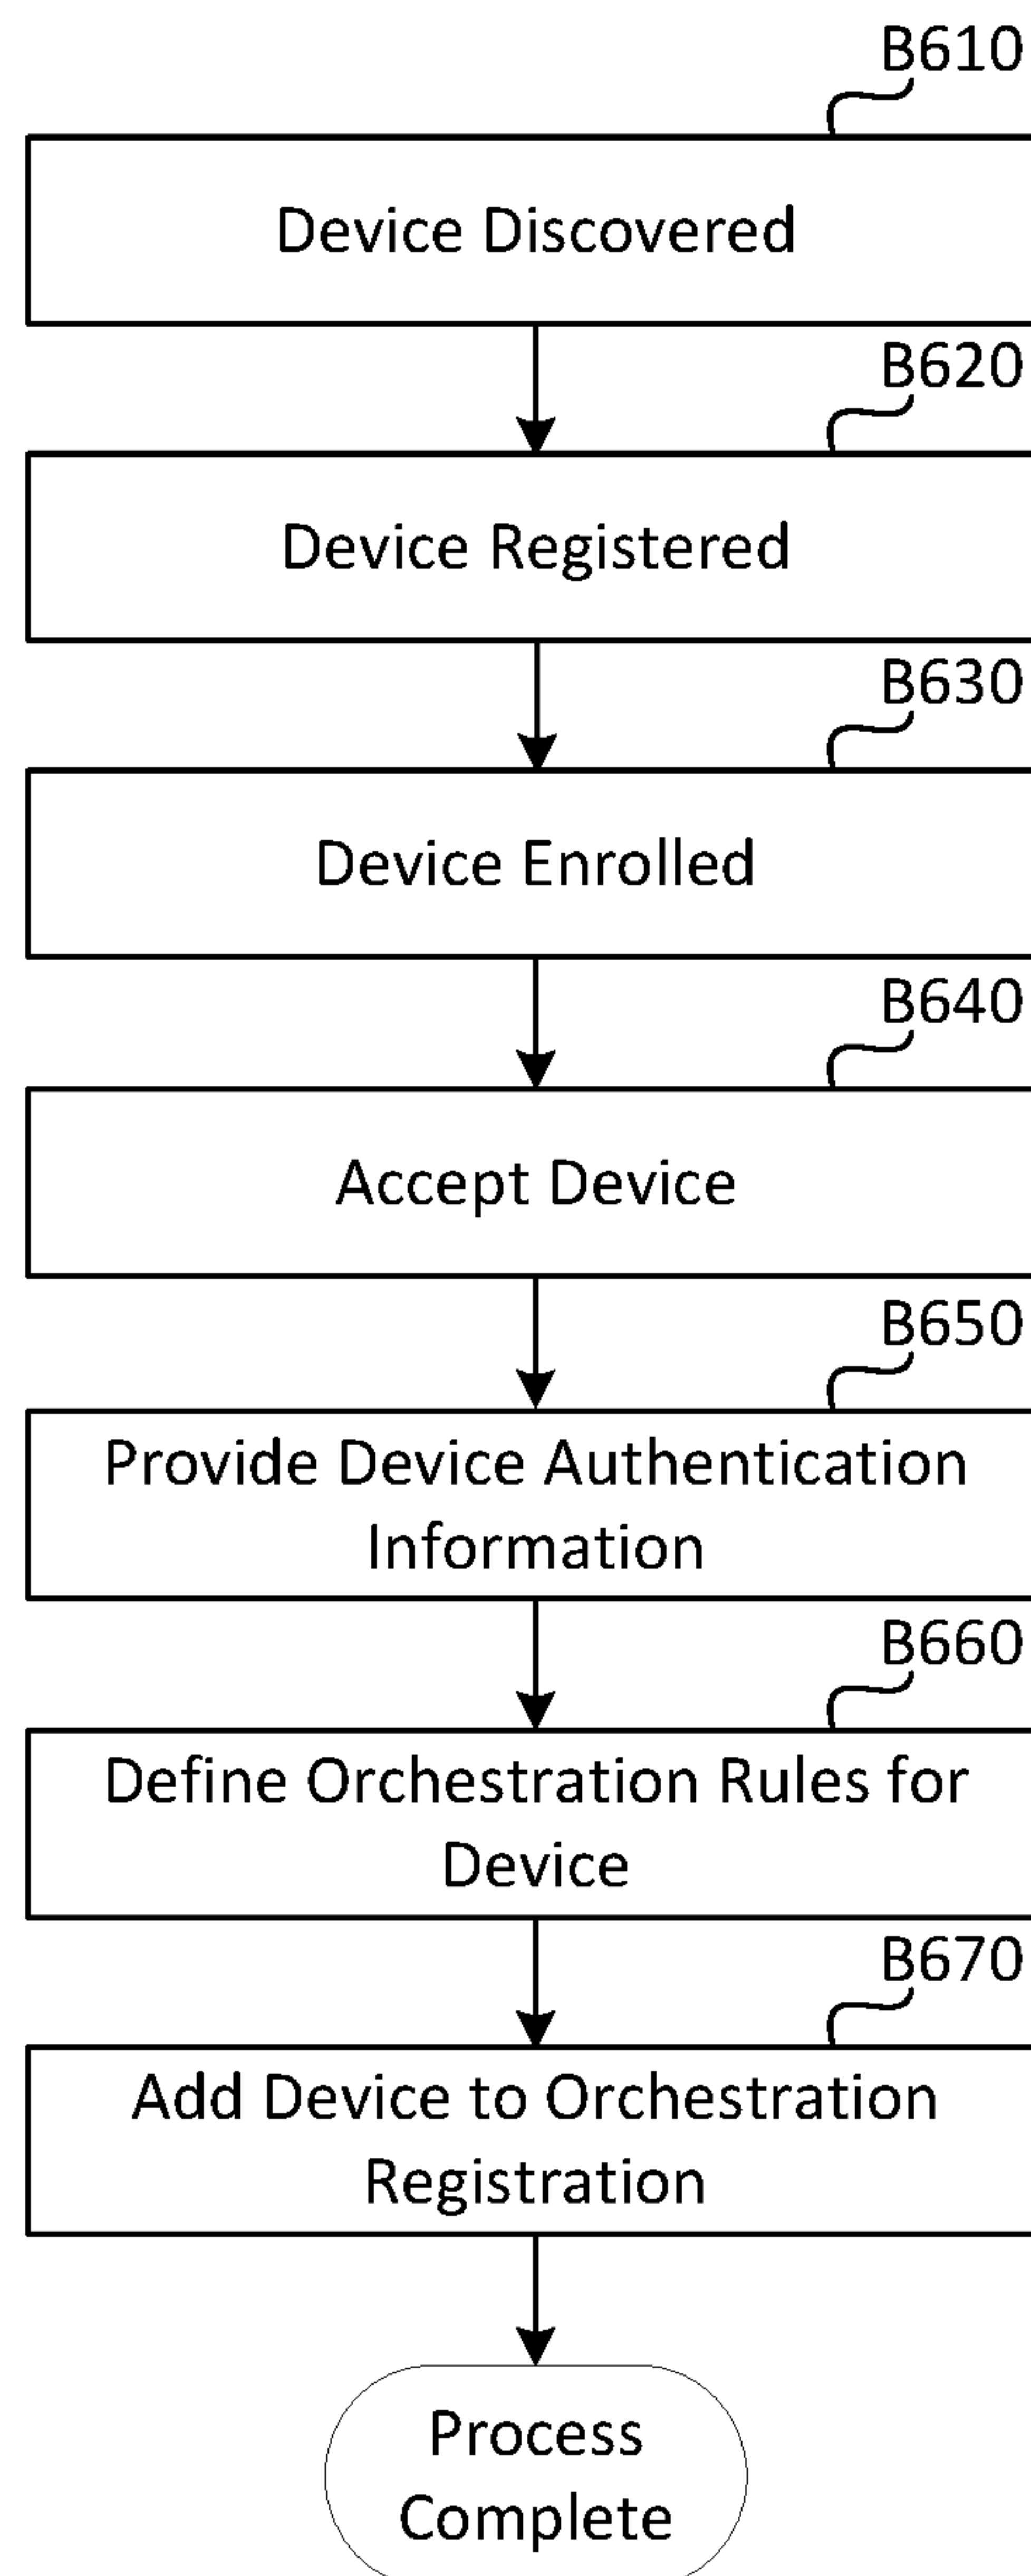 B610
Device Discovered
B620
Device Registered
B630
Device Enrolled
B640
Accept Device
B650
Provide Device Authentication
Information
B660
Define Orchestration Rules for
Device
B670
Add Device to Orchestration
Registration
Process
Complete